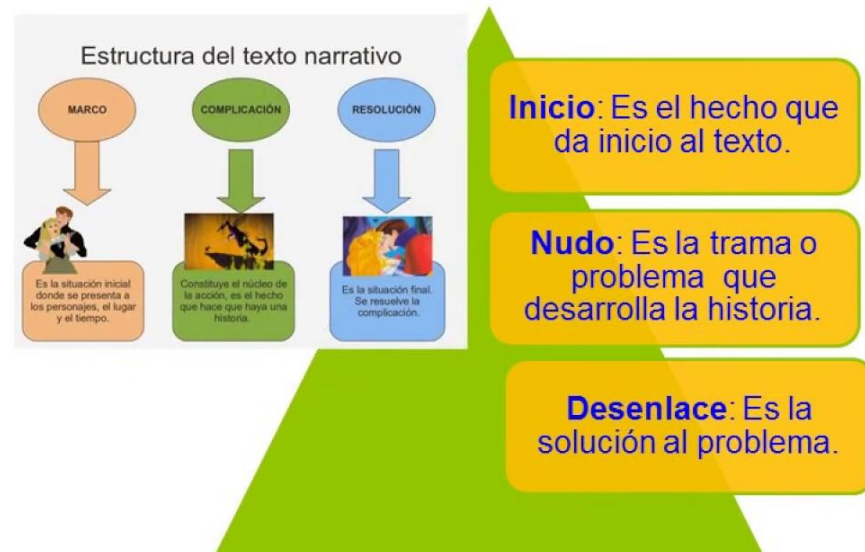 Estructura del texto narrativo
MARCO
COMPLICACIÓN
RESOLUCIÓN
Es la situación inicial
donde se presenta a
los personajes, el lugar
y el tiempo.
Constituye el núcleo de
la acción, es el hecho
que hace que haya una
historia.
Es la situación final.
Se resuelve la
complicación.
Inicio: Es el hecho que
da inicio al texto.
Nudo: Es la trama o
problema que
desarrolla la historia.
Desenlace: Es la
solución al problema.